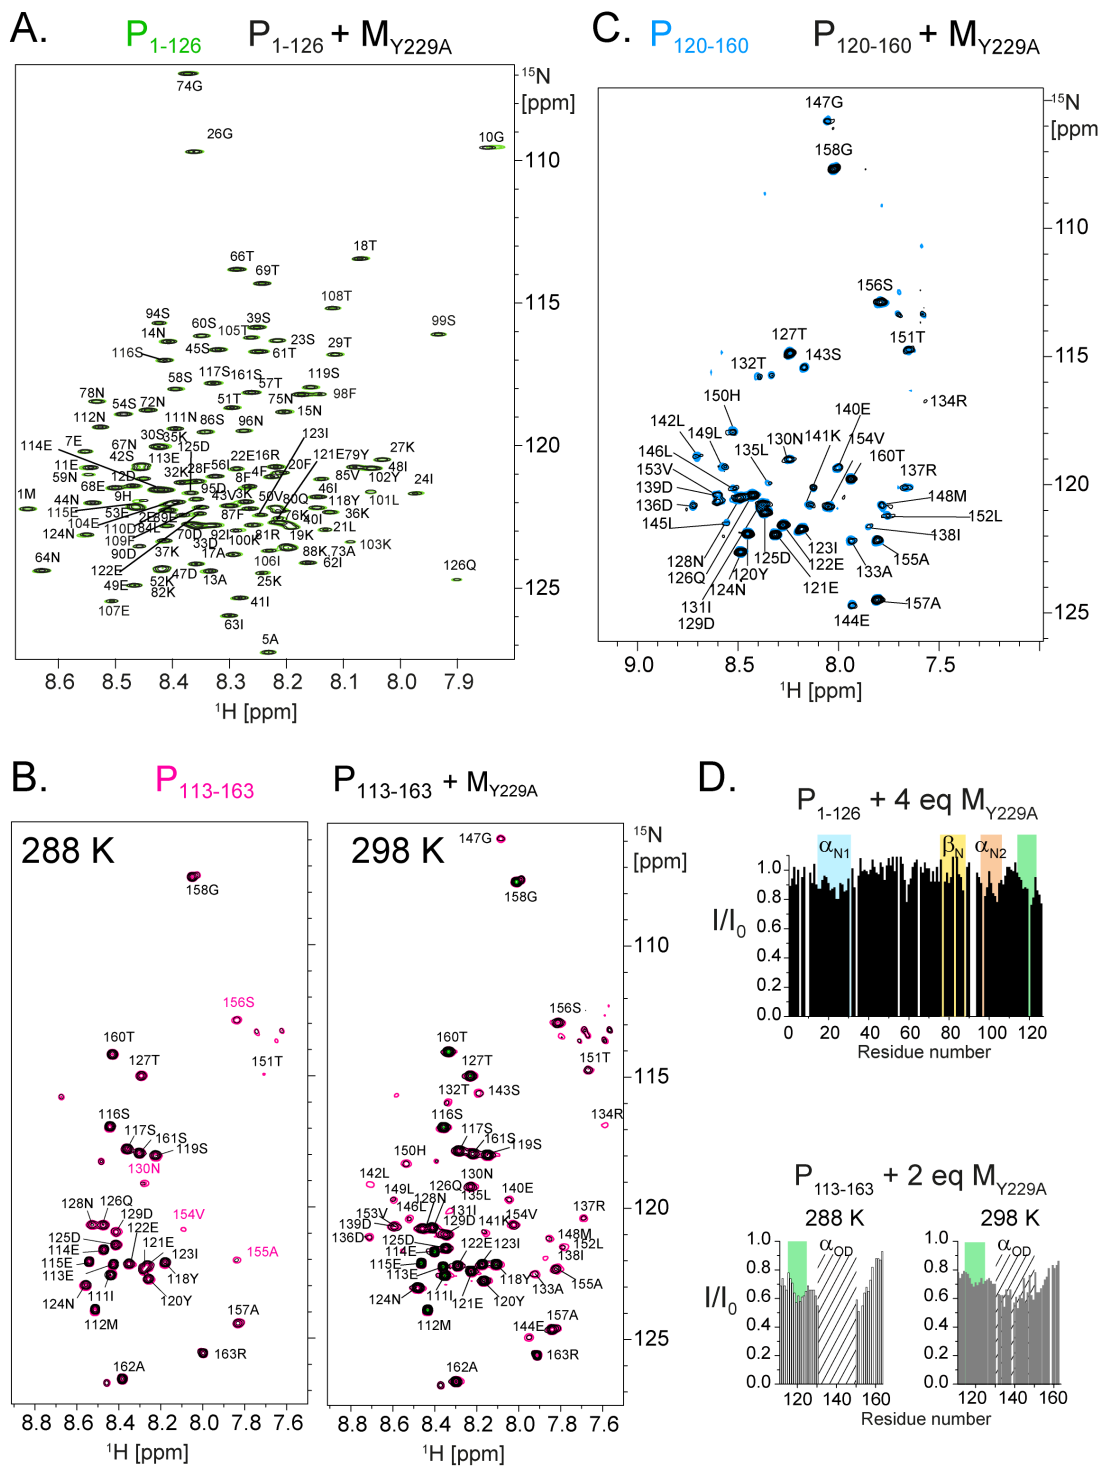 A.
P1-126
P1-126 + MY229A
15N
[ppm]
74G
26G
10G
110
18T
66T
69T
108T
115
94S
14N
60S
39S
105T
99S
23S
29T
116S
45S
61T
117S
161S
119S
58S
57T
98F
78N
54S
72N
51T
75N
15N
112N
111N
86S
96N
123I
114E
7E
67N
30S
35K
125D
120
42S
113E
22E
16R
121E
79Y
27K
11E
59N
12D
32K
28F
56I
8F
4F
20F
85V
48I
102Y
24I
1M
44N
9H
95D
43V
3K
50V
80Q
46I
101L
115E
53E
118Y
104E
2E
39E
87F
76K
40I
36K
124N
110D
84L
70D
92I
81R
19K
21L
109F
33D
100K
64N
90D
37K
17A
88K,73A
103K
122E
106I
62I
126Q
49E
52K
47D
13A
25K
125
107E
82K
41I
63I
5A
8.6
8.5
8.4
8.3
8.2
8.1
8.0
7.9
1H [ppm]
C.
P120-160
P120-160 + MY229A
15N
[ppm
147G
158G
110
156S
127T
151T
115
132T
143S
134R
150H
140E
142L
141K
154V
146L
149L
135L
130N
160T
137R
153V
139D
120
136D
148M
145I
152L
138I
128N
123I
126Q
125D
122E
133A
155A
124N
120Y
121E
131I
129D
157A
144E
125
9.0
8.5
8.0
7.5
1H [ppm]
B.
P113-163
P113-163 + MY229A
288 K
158G
156S
160T
127T
151T
116S
117S
161S
119S
130N
128N
126Q
129D
154V
122E
125D
121E
114E
123I
155A
115E
113E
118Y
124N
111I
120Y
112M
157A
163R
162A
8.8
8.6
8.4
8.2
8.0
7.8
7.6
1H [ppm]
298 K
15N
[ppm]
147G
158G
110
156S
160T
127T
151T
115
132T
143S
116S
134R
117S
161S
119S
150H
130N
142L
126Q
135L
149L
128N
140E
137R
146L
131I
120
153V
129D
141K
154V
139D
148M
136D
125D
152L
114E
122E
123I
138I
115E
113E
118Y
133A
155A
111I
124N
121E
120Y
112M
157A
144E
125
163R
162A
8.8
8.6
8.4
8.2
8.0
7.8
7.6
1H [ppm]
D.
P1-126 + 4 eq MY229A
αN1
βN
αN2
1.0
0.8
0.6
0.4
0.2
0.0
I/I0
0
20
40
60
80
100
120
Residue number
P113-163 + 2 eq MY229A
288 K
298 K
αOD
αOD
1.0
0.8
0.6
0.4
0.2
0.0
I/I0
120
140
160
1.0
0.8
0.6
0.4
0.2
0.0
120
140
160
Residue number